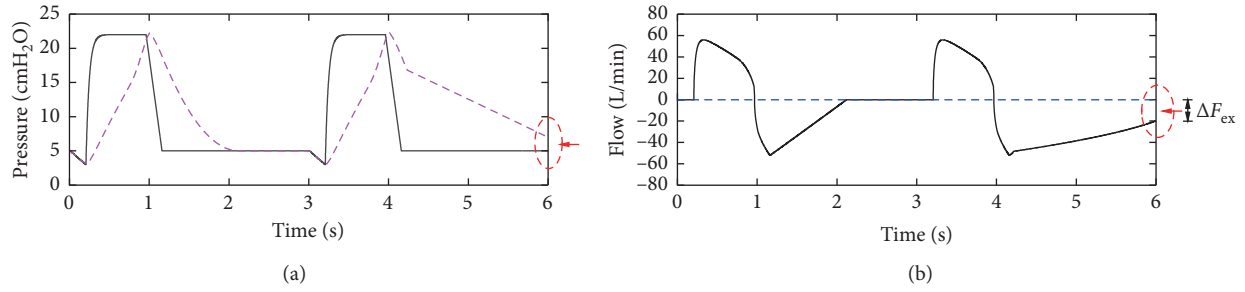 25
20
15
10
5
0
Pressure (cmH₂O)
0 1 2 3 4 5 6
Time (s)
(a)
80
60
40
20
0
−20
−40
−60
−80
Flow (L/min)
0 1 2 3 4 5 6
Time (s)
ΔF_ex
(b)